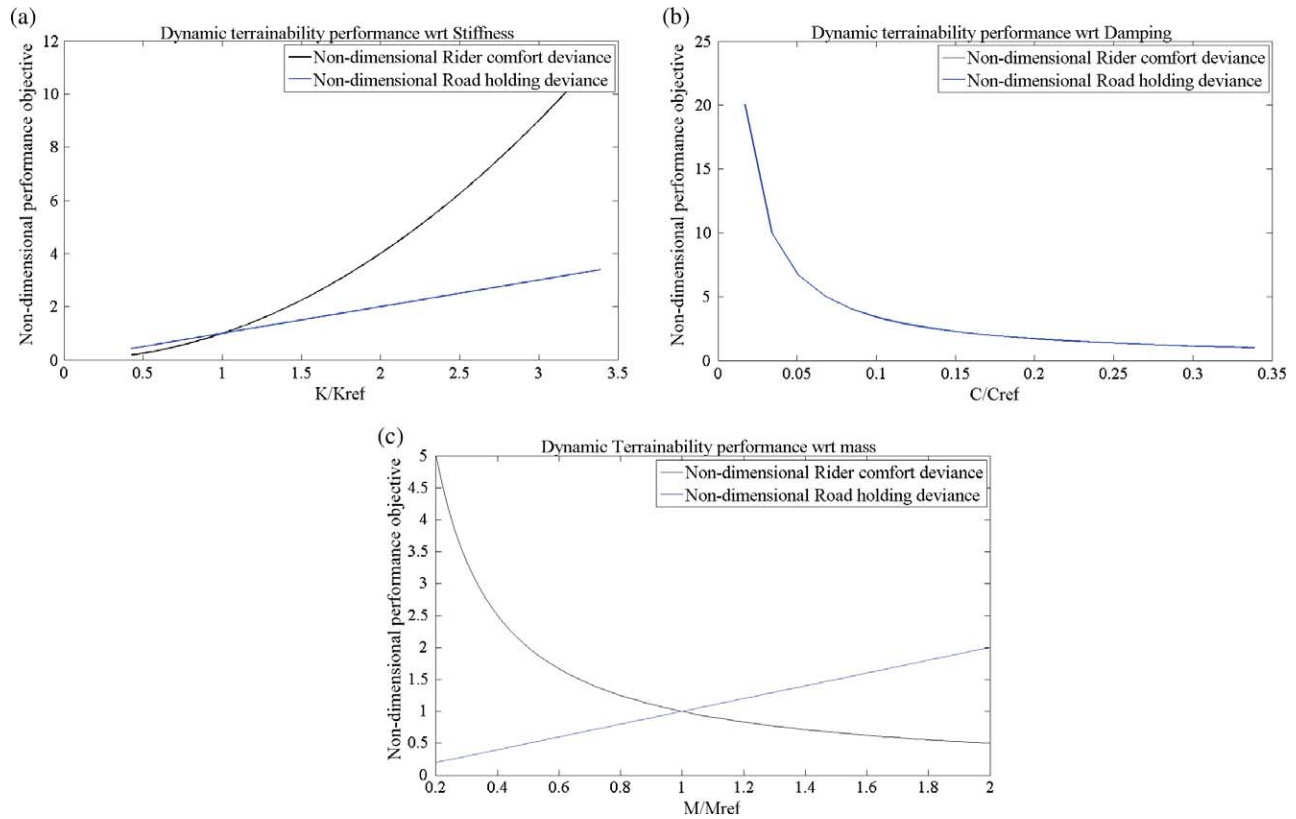 (a)
Dynamic terrainability performance wrt Stiffness
Non-dimensional Rider comfort deviance
Non-dimensional Road holding deviance
Non-dimensional performance objective
12
10
8
6
4
2
0
0 0.5 1 1.5 2 2.5 3 3.5
K/Kref
(b)
Dynamic terrainability performance wrt Damping
Non-dimensional Rider comfort deviance
Non-dimensional Road holding deviance
Non-dimensional performance objective
25
20
15
10
5
0
0 0.05 0.1 0.15 0.2 0.25 0.3 0.35
C/Cref
(c)
Dynamic Terrainability performance wrt mass
Non-dimensional Rider comfort deviance
Non-dimensional Road holding deviance
Non-dimensional performance objective
5
4.5
4
3.5
3
2.5
2
1.5
1
0.5
0
0.2 0.4 0.6 0.8 1 1.2 1.4 1.6 1.8 2
M/Mref